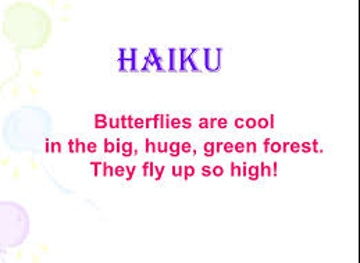 HAIKU
Butterflies are cool
in the big, huge, green forest.
They fly up so high!